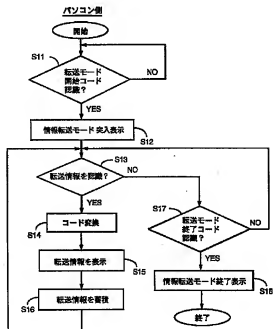 パソコン側
開始
S11
転送モード
開始コード
認識?
NO
YES
情報転送モード突入表示
S12
S13
転送情報を認識?
NO
YES
S17
コード変換
S14
転送モード
終了コード
認識?
NO
転送情報を表示
S15
YES
転送情報を蓄積
S16
情報転送モード終了表示
S18
終了